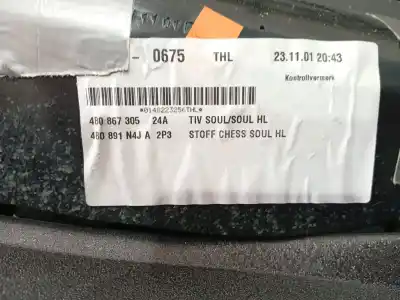 - 0675 THL 23.11.01 20:43
Kontrollvermerk
*0148223256THL*
4B0 867 305 24A TIV SOUL/SOUL HL
4B0 891 N4J A 2P3 STOFF CHESS SOUL HL